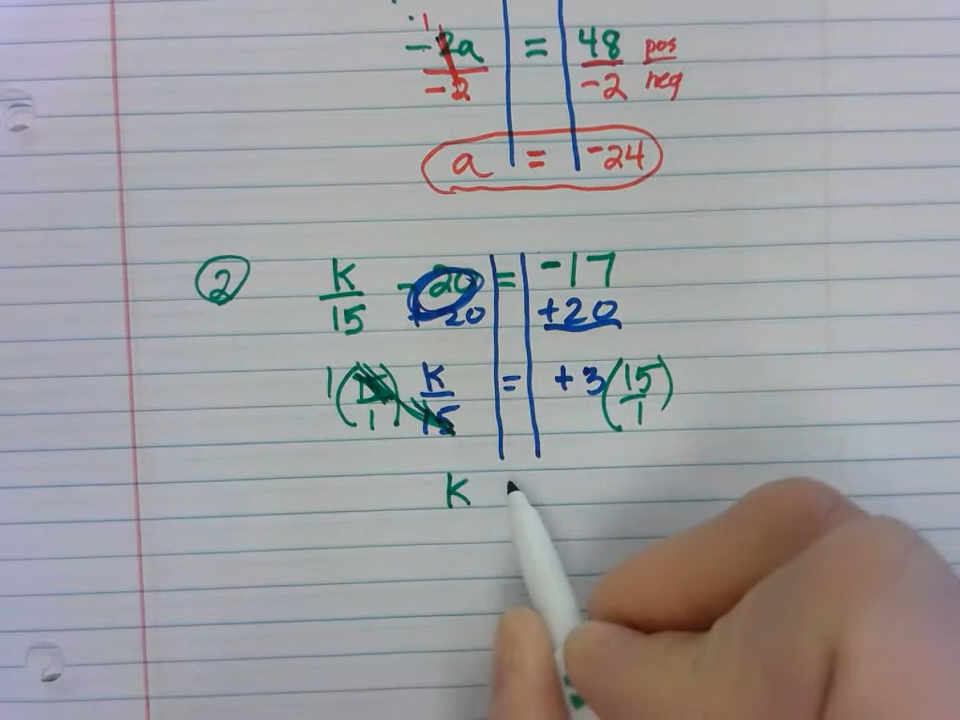 -2a = 48 pos
-2 -2 neg
a = -24
2 K/15 - 20 = -17
+ 20 +20
1(15/1) K/15 = +3(15/1)
K